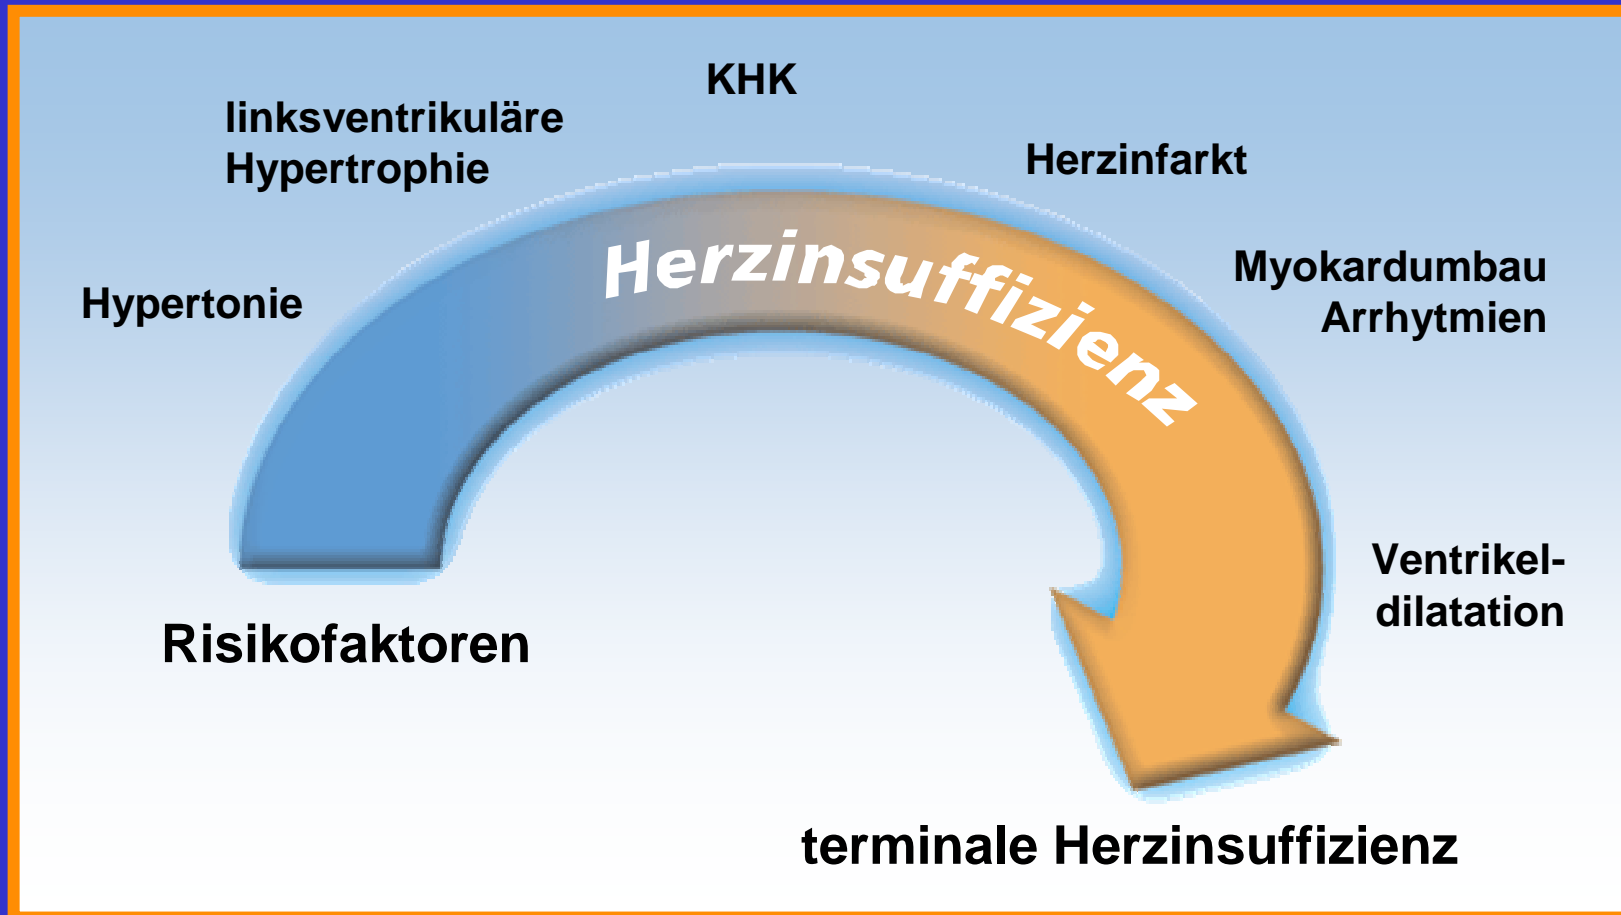 KHK
linksventrikuläre
Hypertrophie
Herzinfarkt
Herzinsuffizienz
Myokardumbau
Arrhytmien
Hypertonie
Ventrikel-
dilatation
Risikofaktoren
terminale Herzinsuffizienz